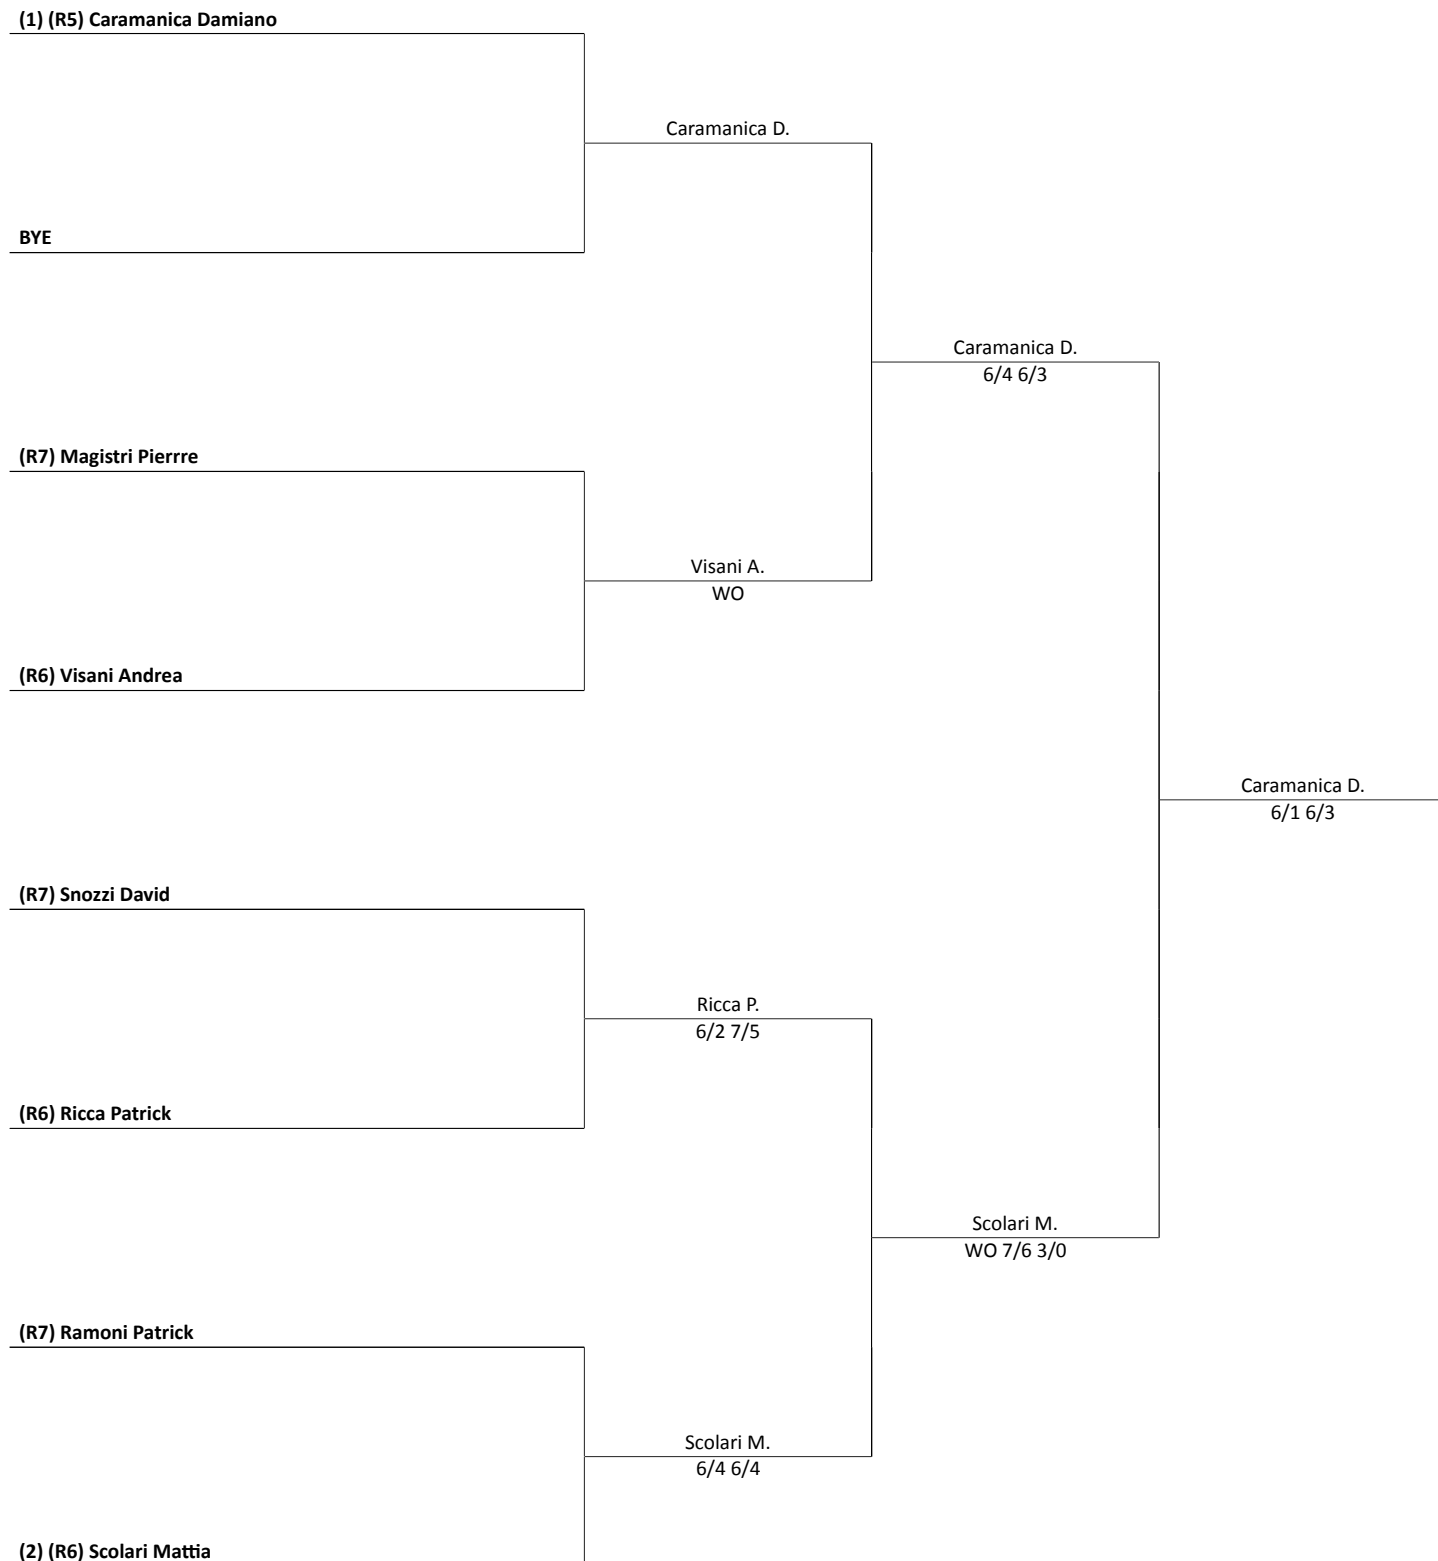 (1) (R5) Caramanica Damiano
Caramanica D.
BYE
Caramanica D.
6/4 6/3
(R7) Magistri Pierrre
Visani A.
WO
(R6) Visani Andrea
Caramanica D.
6/1 6/3
(R7) Snozzi David
Ricca P.
6/2 7/5
(R6) Ricca Patrick
Scolari M.
WO 7/6 3/0
(R7) Ramoni Patrick
Scolari M.
6/4 6/4
(2) (R6) Scolari Mattia